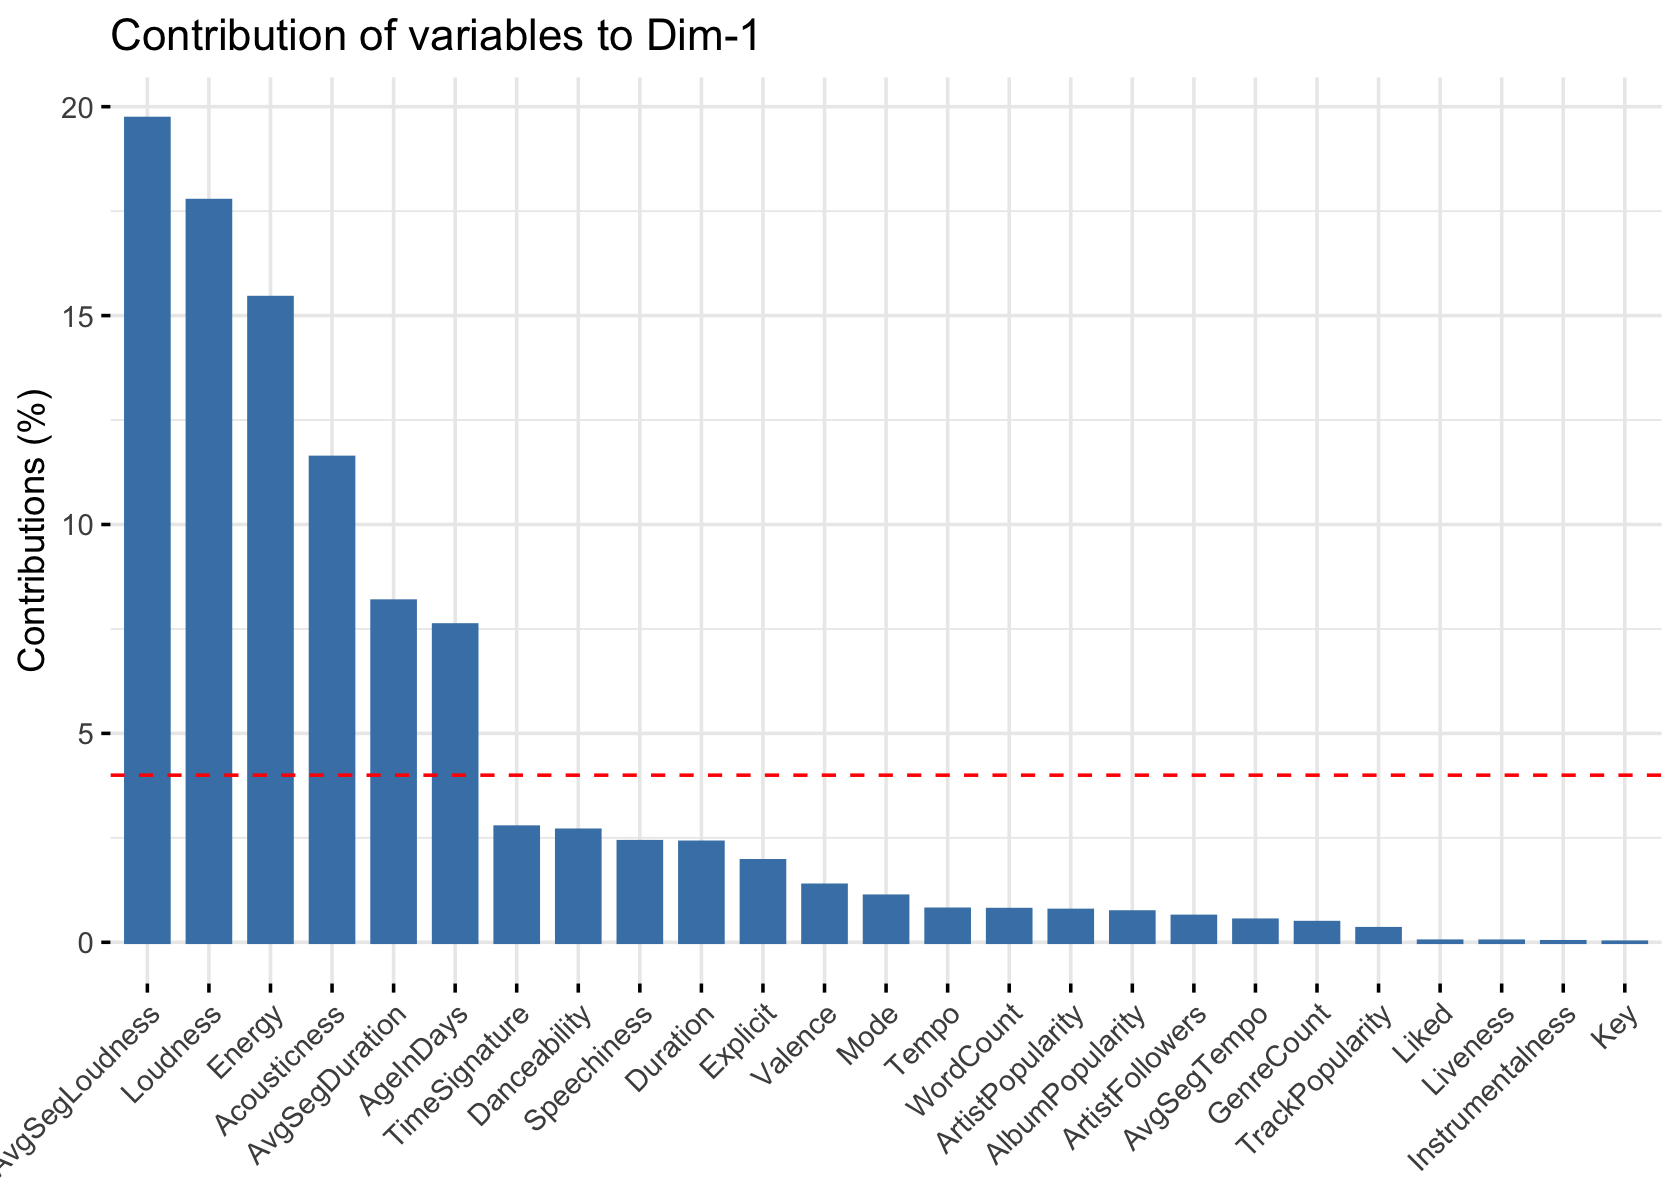 Contribution of variables to Dim-1
Contributions (%)
20
15
10
5
0
AvgSegLoudness
Loudness
Energy
Acousticness
AvgSegDuration
AgeInDays
TimeSignature
Danceability
Speechiness
Duration
Explicit
Valence
Mode
Tempo
WordCount
ArtistPopularity
AlbumPopularity
ArtistFollowers
AvgSegTempo
GenreCount
TrackPopularity
Liked
Liveness
Instrumentalness
Key